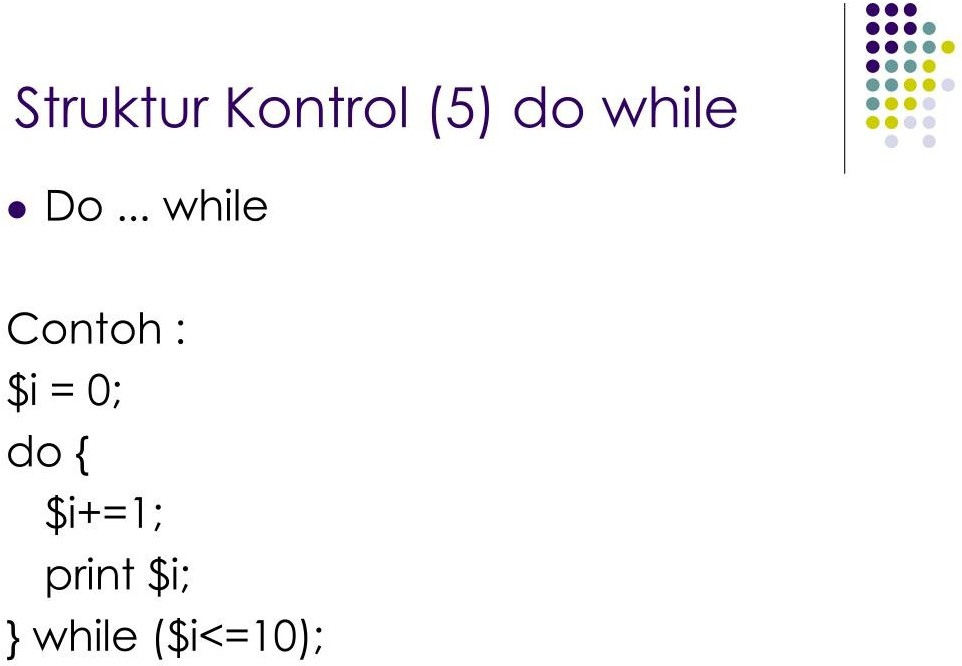 Struktur Kontrol (5) do while
● Do ... while
Contoh :
$i = 0;
do {
$i+=1;
print $i;
} while ($i<=10);